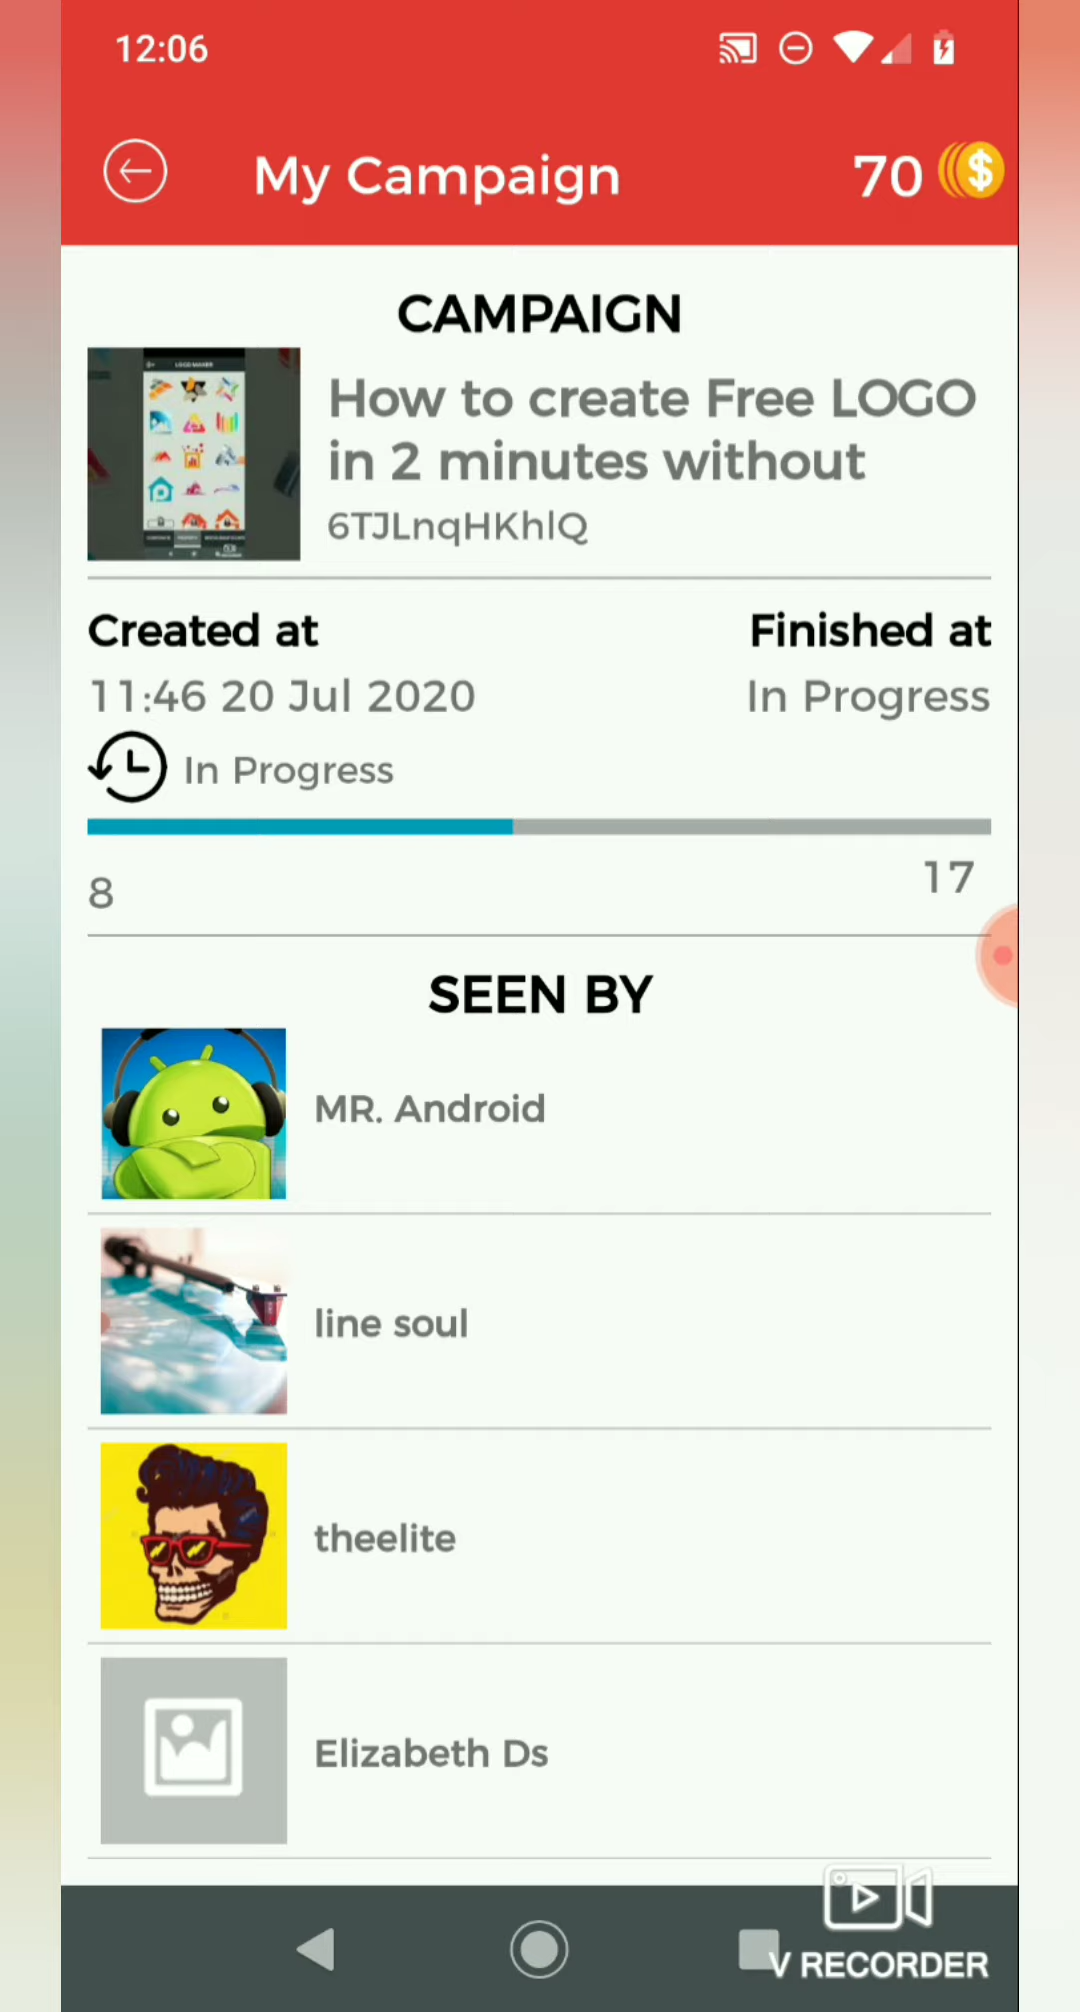 12:06
My Campaign
70
CAMPAIGN
How to create Free LOGO
in 2 minutes without
6TJLnqHKhlQ
Created at
Finished at
11:46 20 Jul 2020
In Progress
In Progress
8
17
SEEN BY
MR. Android
line soul
theelite
Elizabeth Ds
V RECORDER